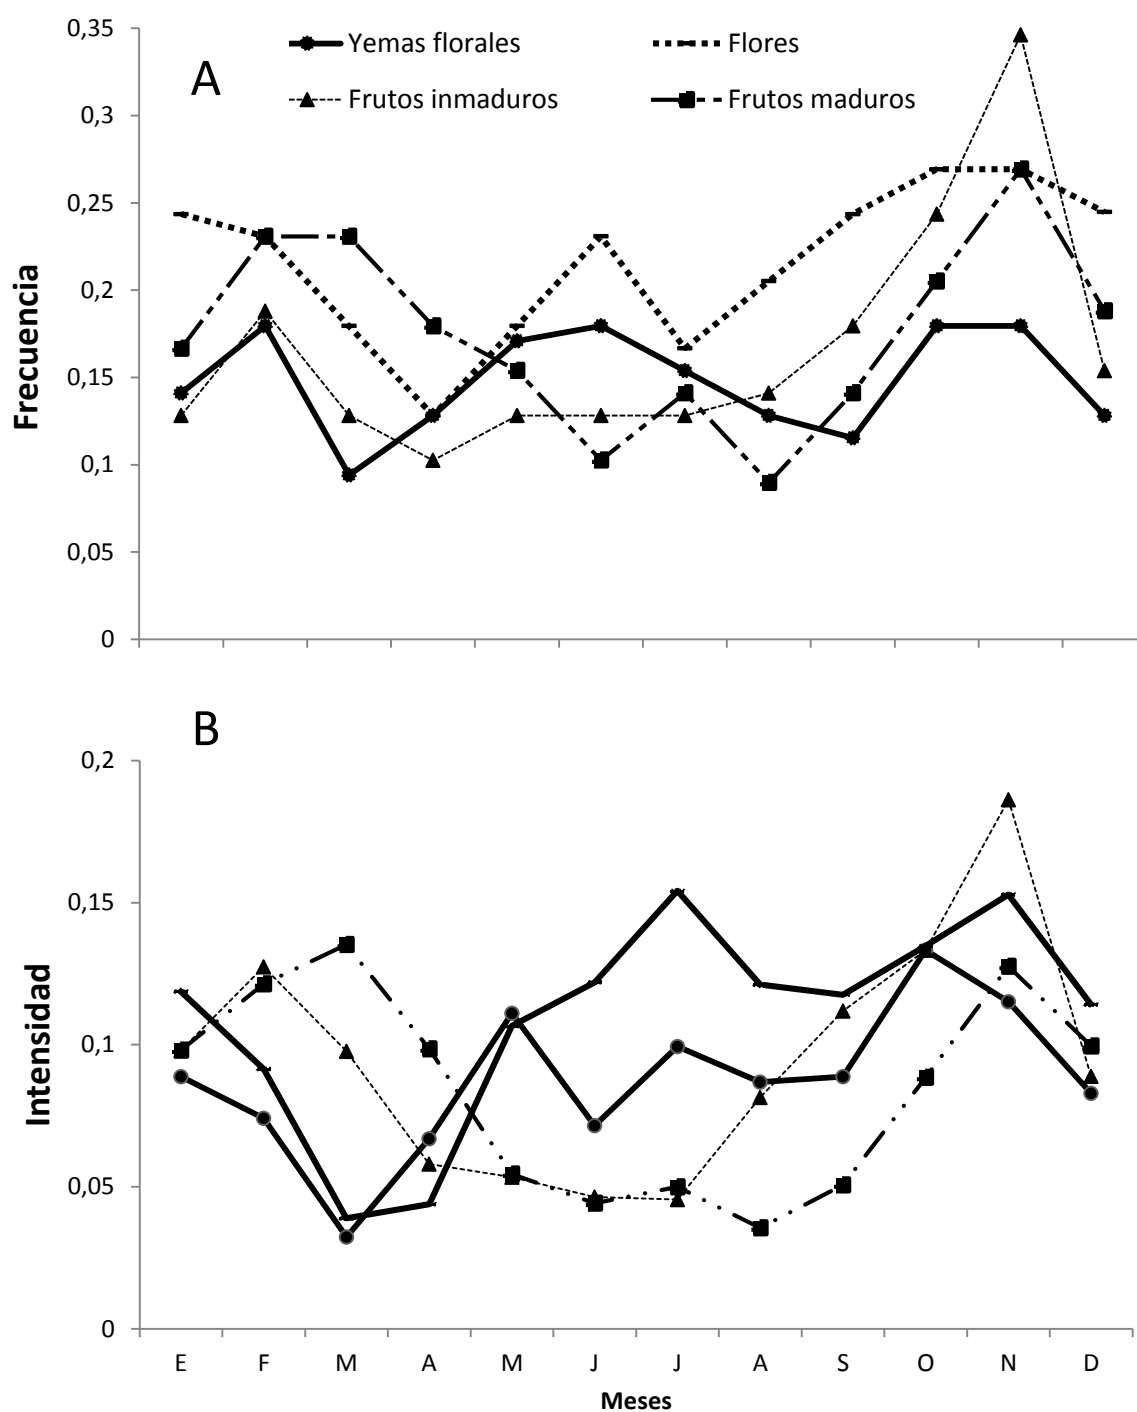 0,35
Yemas florales
Flores
A
Frutos inmaduros
Frutos maduros
0,3
0,25
0,2
0,15
0,1
0,05
0
Frecuencia
B
0,2
0,15
0,1
0,05
0
Intensidad
E F M A M J J A S O N D
Meses